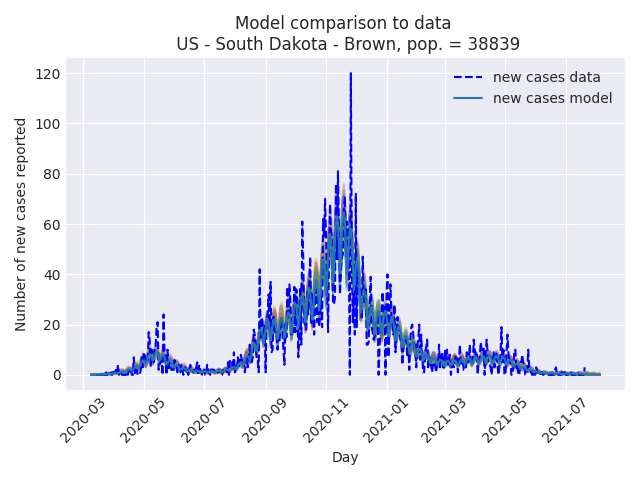 Model comparison to data
US - South Dakota - Brown, pop. = 38839
new cases data
new cases model
Number of new cases reported
120
100
80
60
40
20
0
2020-03
2020-05
2020-07
2020-09
2020-11
2021-01
2021-03
2021-05
2021-07
Day